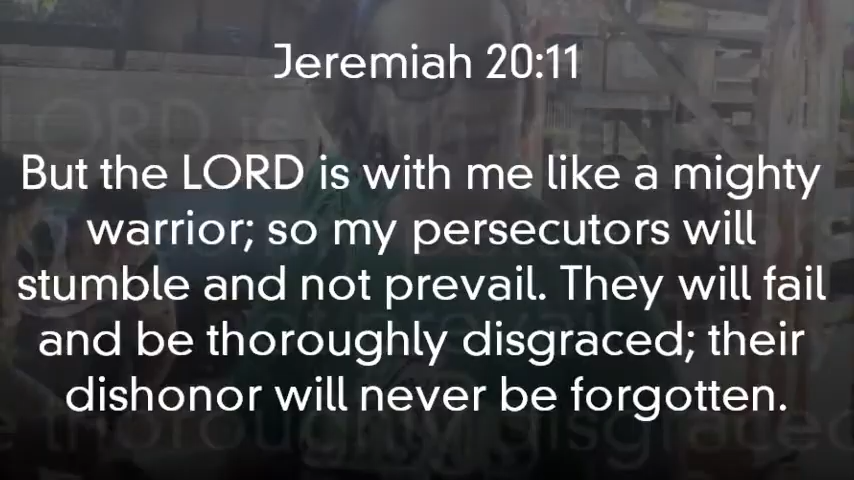 Jeremiah 20:11
But the LORD is with me like a mighty
warrior; so my persecutors will
stumble and not prevail. They will fail
and be thoroughly disgraced; their
dishonor will never be forgotten.